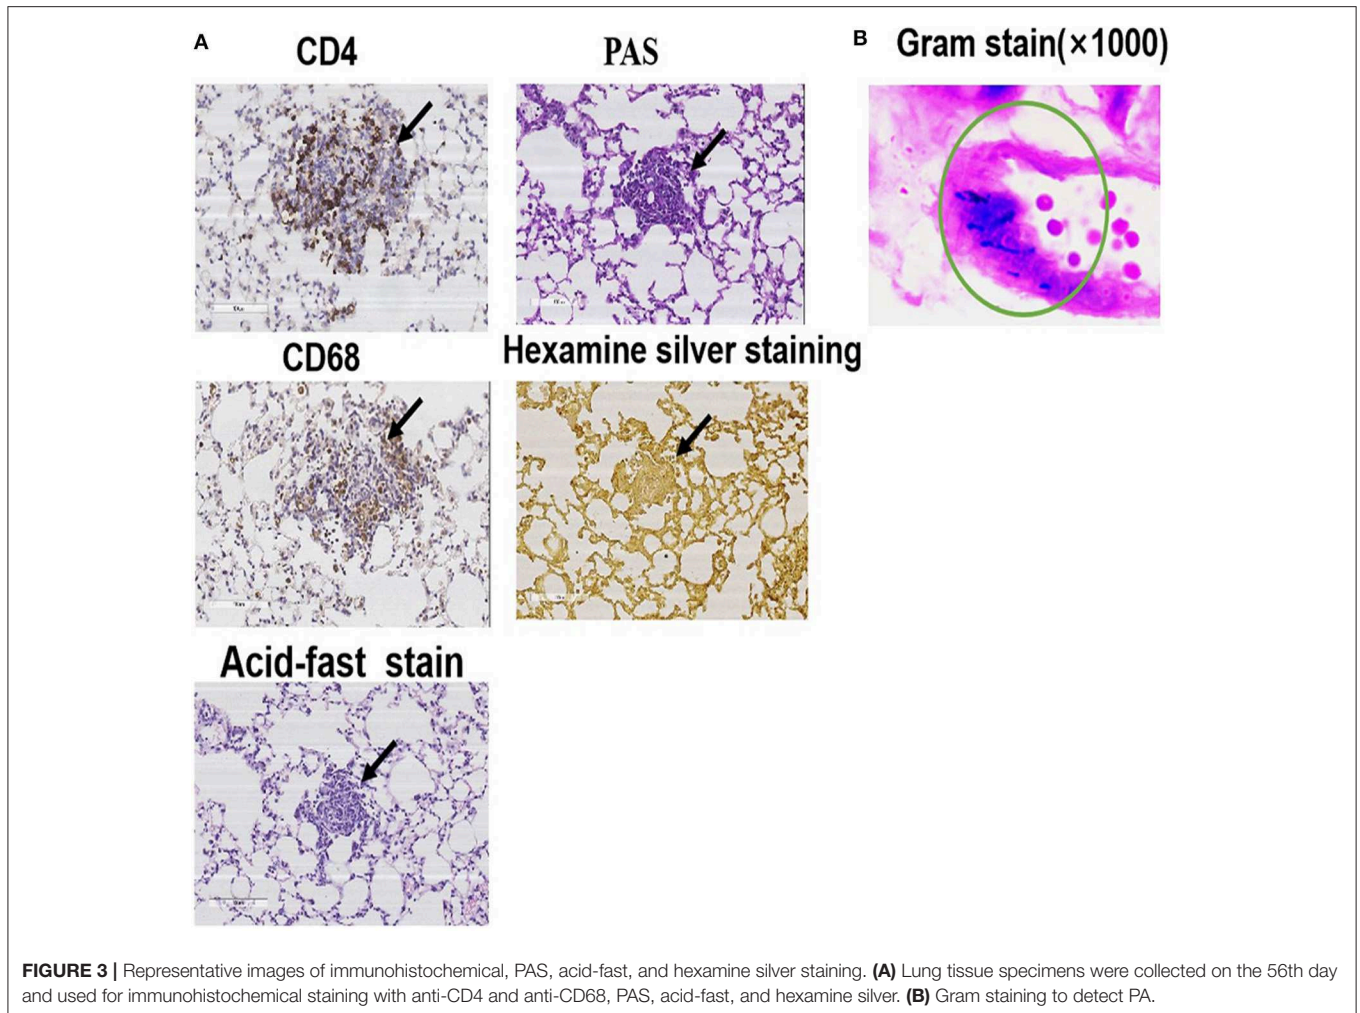 A
CD4
PAS
B
Gram stain(×1000)
CD68
Hexamine silver staining
Acid-fast stain
FIGURE 3 | Representative images of immunohistochemical, PAS, acid-fast, and hexamine silver staining. (A) Lung tissue specimens were collected on the 56th day
and used for immunohistochemical staining with anti-CD4 and anti-CD68, PAS, acid-fast, and hexamine silver. (B) Gram staining to detect PA.